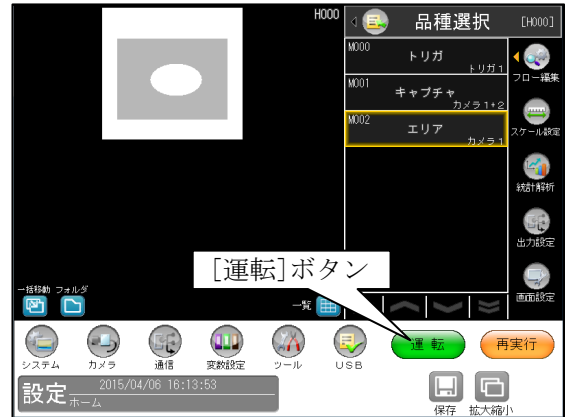 H000
品種選択
[H000]
M000
トリガ
トリガ1
M001
キャプチャ
カメラ1+2
M002
エリア
カメラ1
フロー編集
スケール設定
統計解析
出力設定
画面設定
[運転]ボタン
一括移動 フォルダ
一覧
システム
カメラ
通信
変数設定
ツール
USB
運 転
再実行
設定
2015/04/06 16:13:53
ホーム
保存
拡大縮小